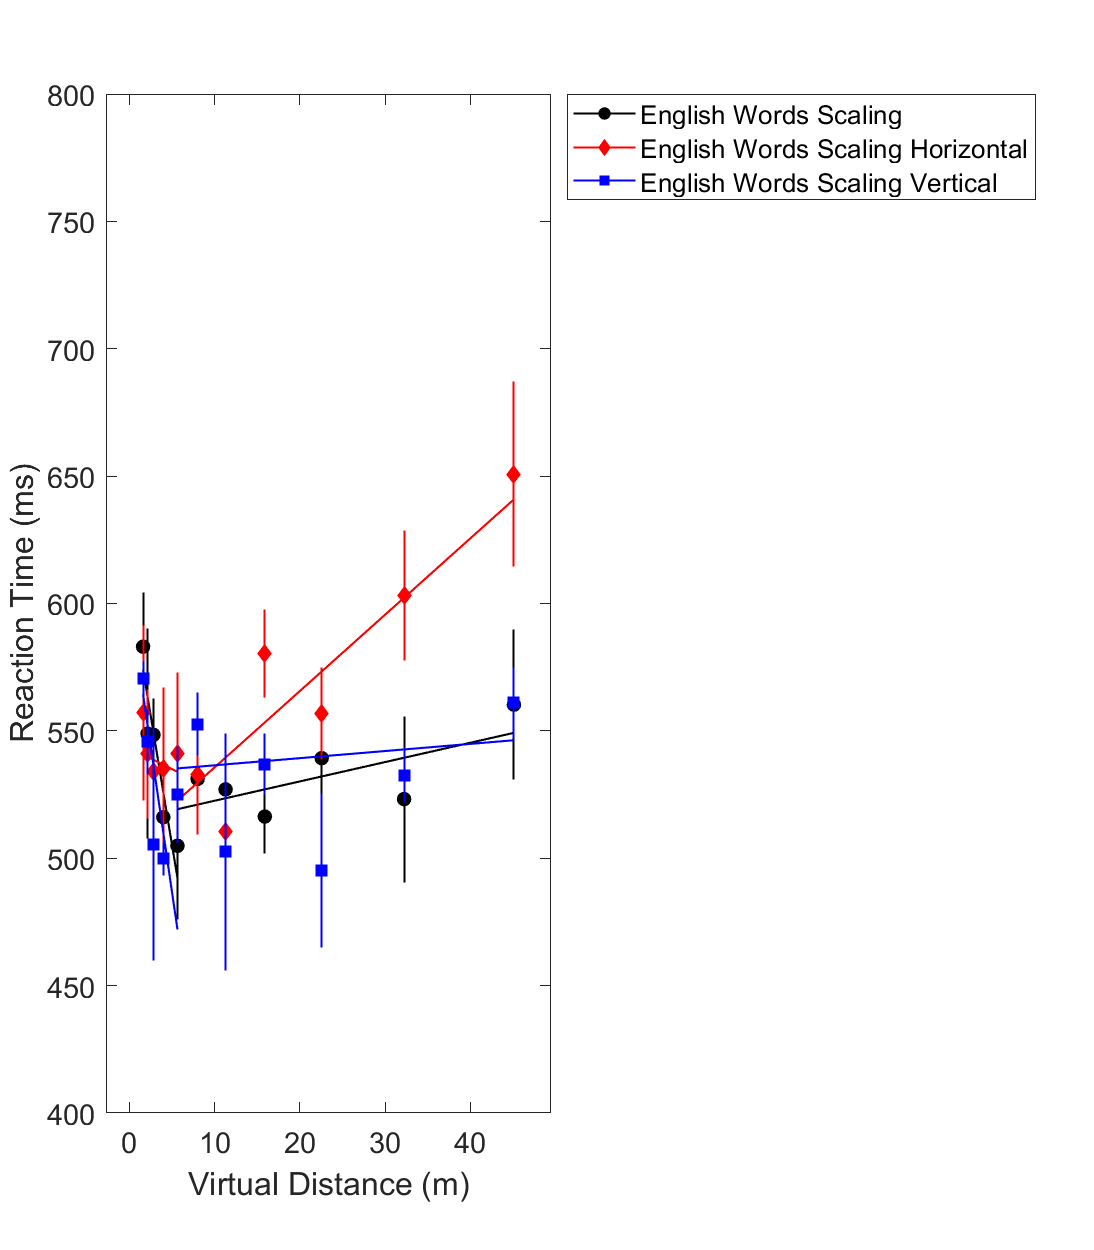 800
750
700
650
600
550
500
450
400
Reaction Time (ms)
0 10 20 30 40
Virtual Distance (m)
English Words Scaling
English Words Scaling Horizontal
English Words Scaling Vertical